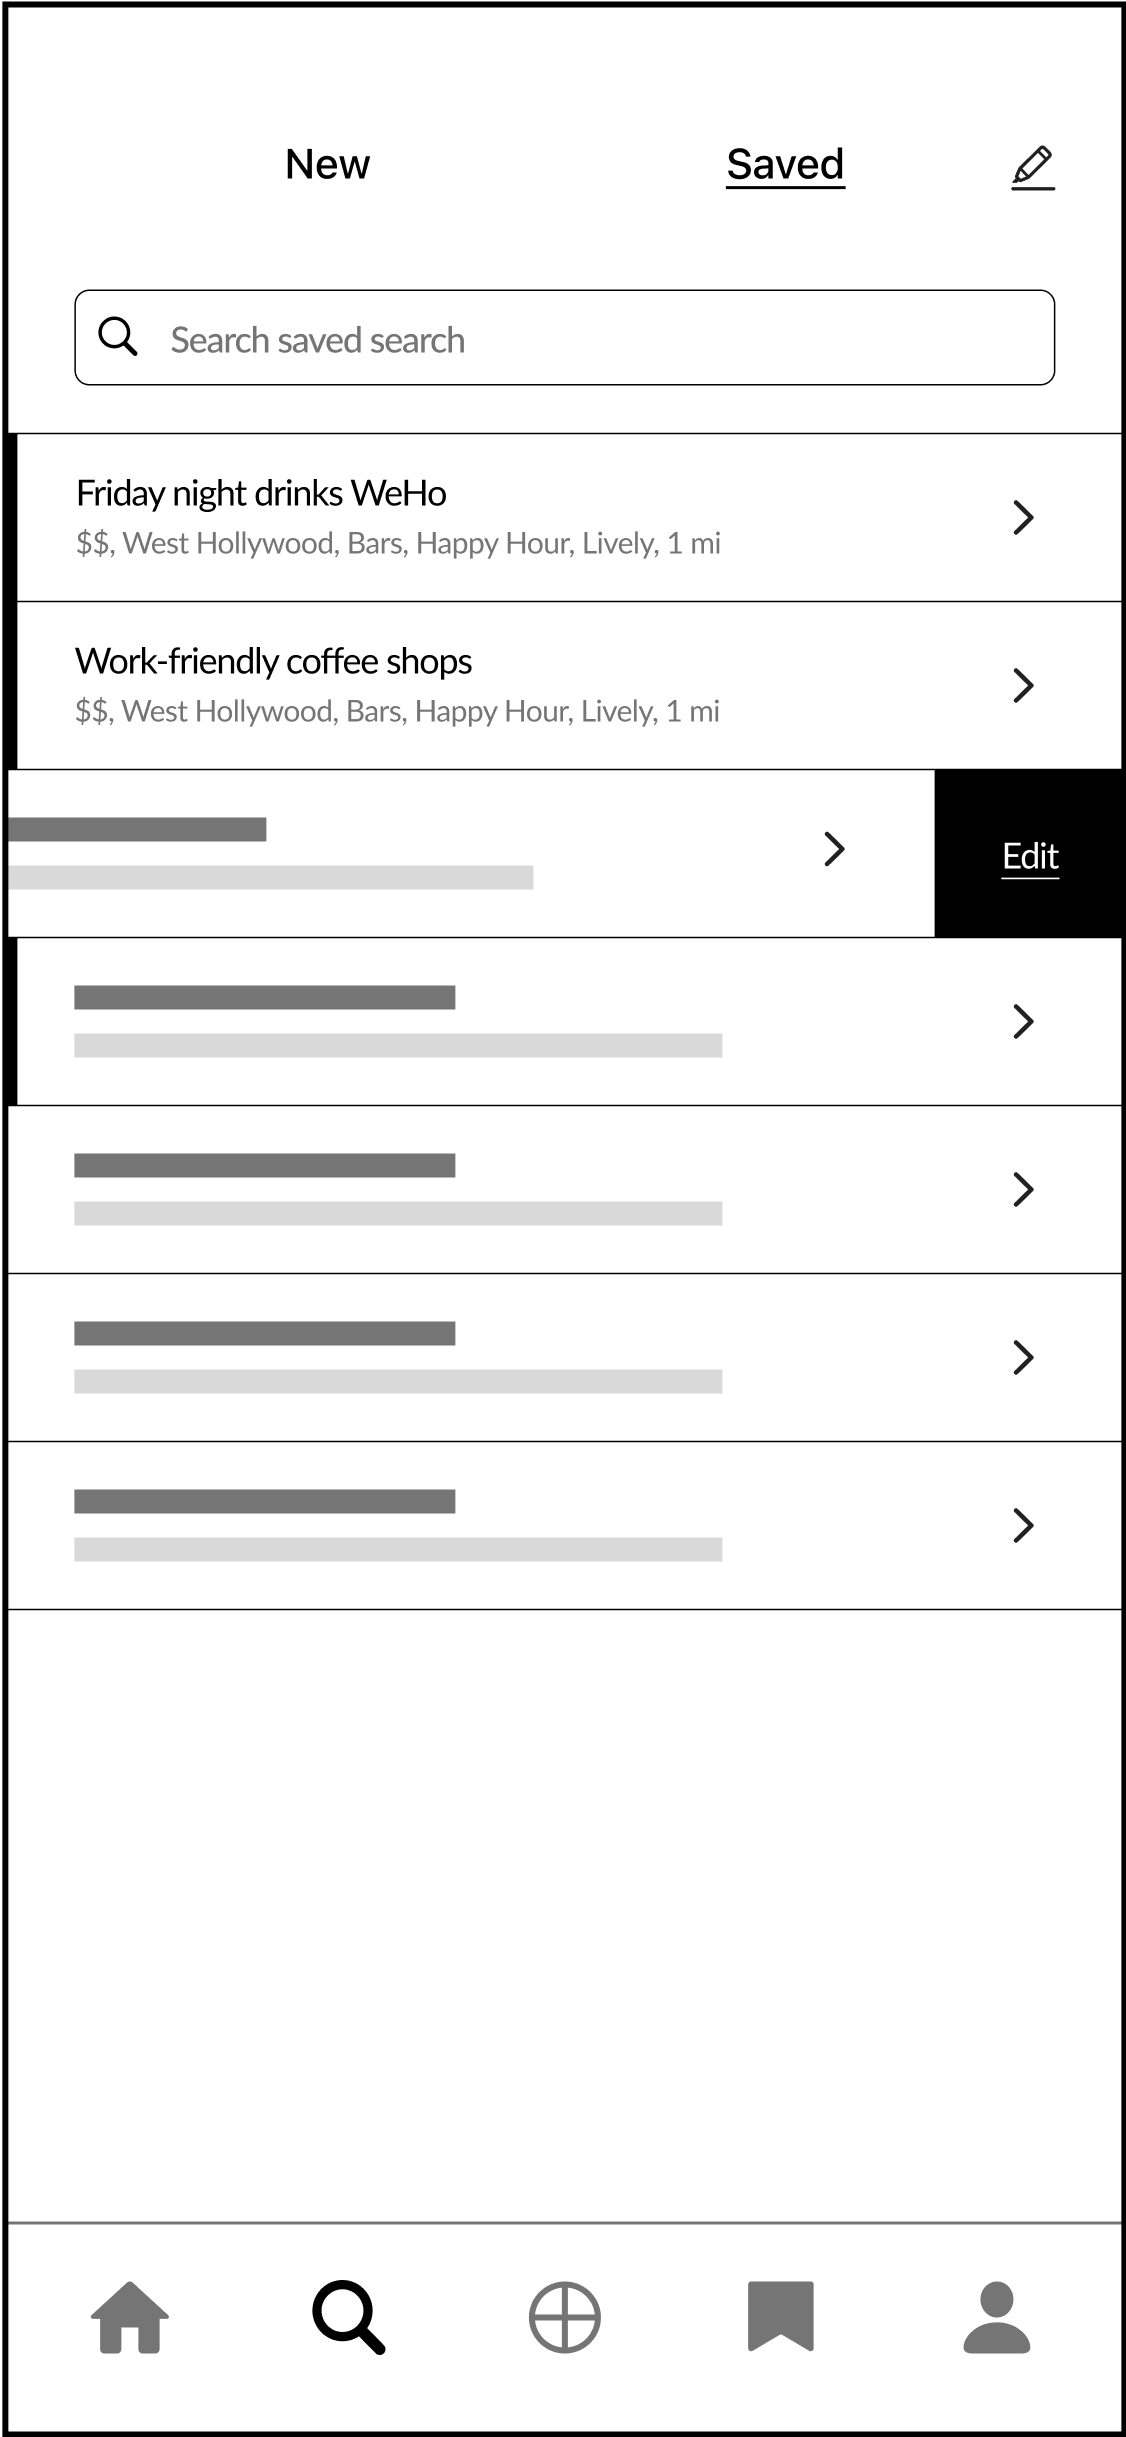 New
Saved
Search saved search
Friday night drinks WeHo
$$, West Hollywood, Bars, Happy Hour, Lively, 1 mi
Work-friendly coffee shops
$$, West Hollywood, Bars, Happy Hour, Lively, 1 mi
Edit